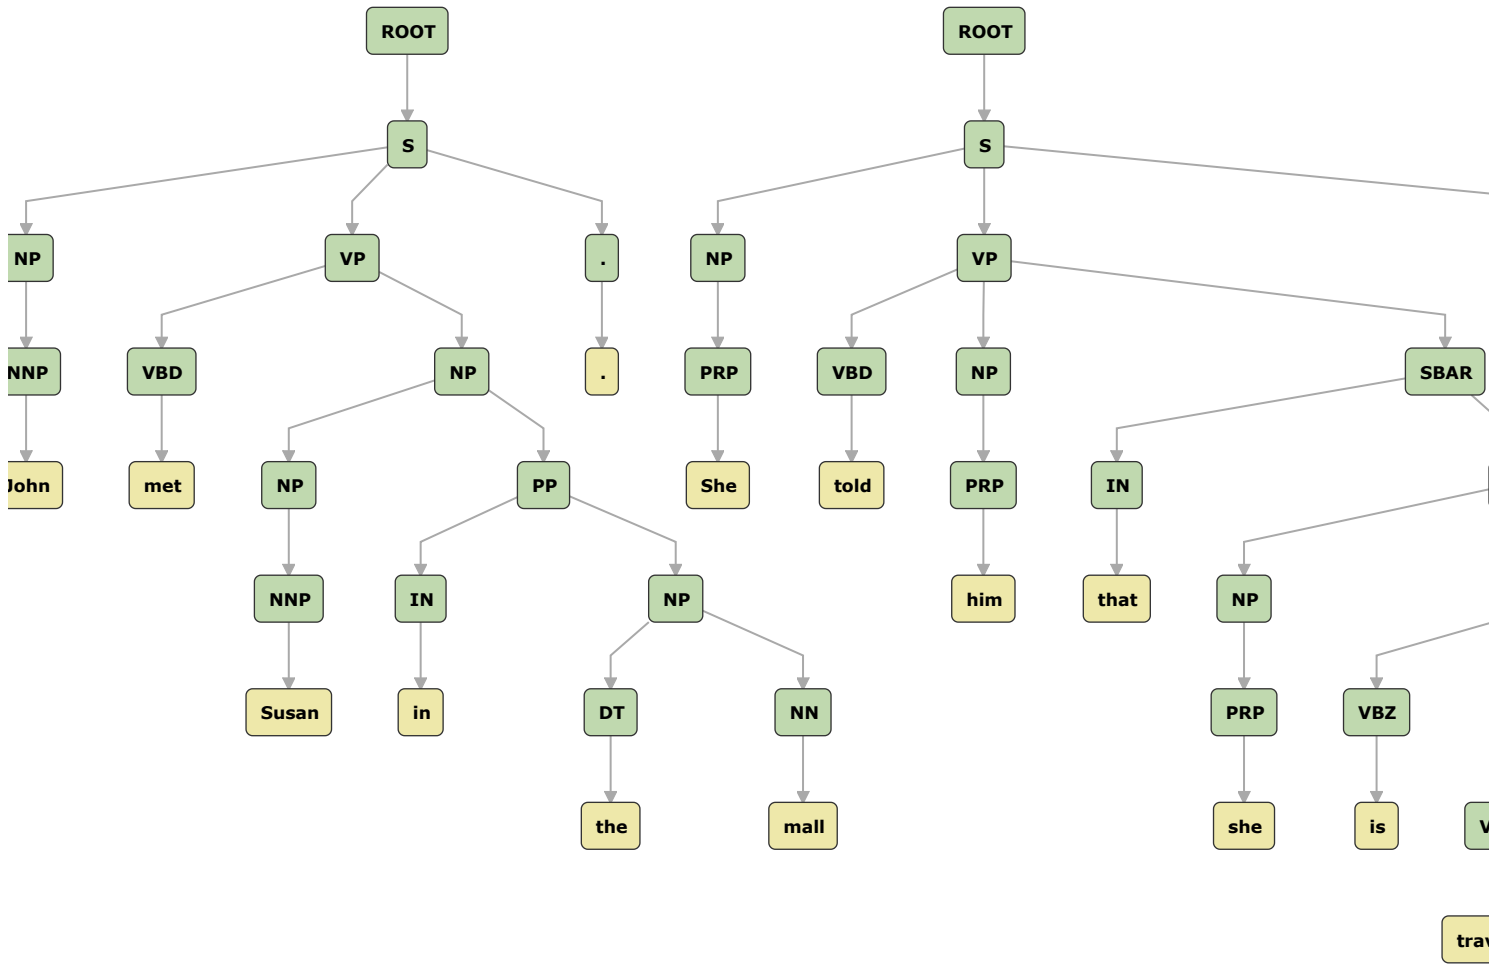 ROOT ROOT
S S
NP VP . NP VP
NNP VBD NP . PRP VBD NP SBAR
John met NP PP She told PRP IN
NNP IN NP him that NP
Susan in DT NN PRP VBZ
the mall she is